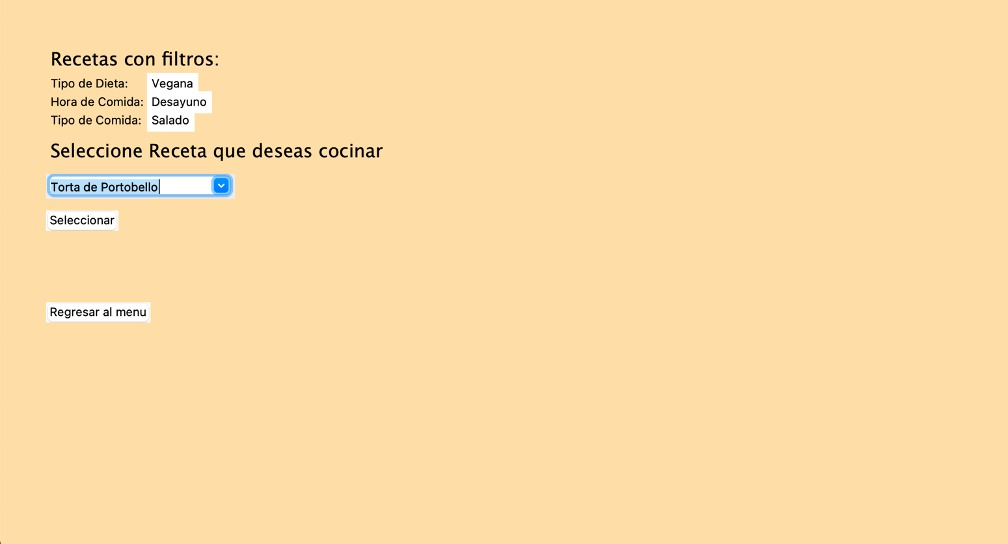 Recetas con filtros:
Tipo de Dieta: Vegana
Hora de Comida: Desayuno
Tipo de Comida: Salado
Seleccione Receta que deseas cocinar
Torta de Portobello
Seleccionar
Regresar al menu